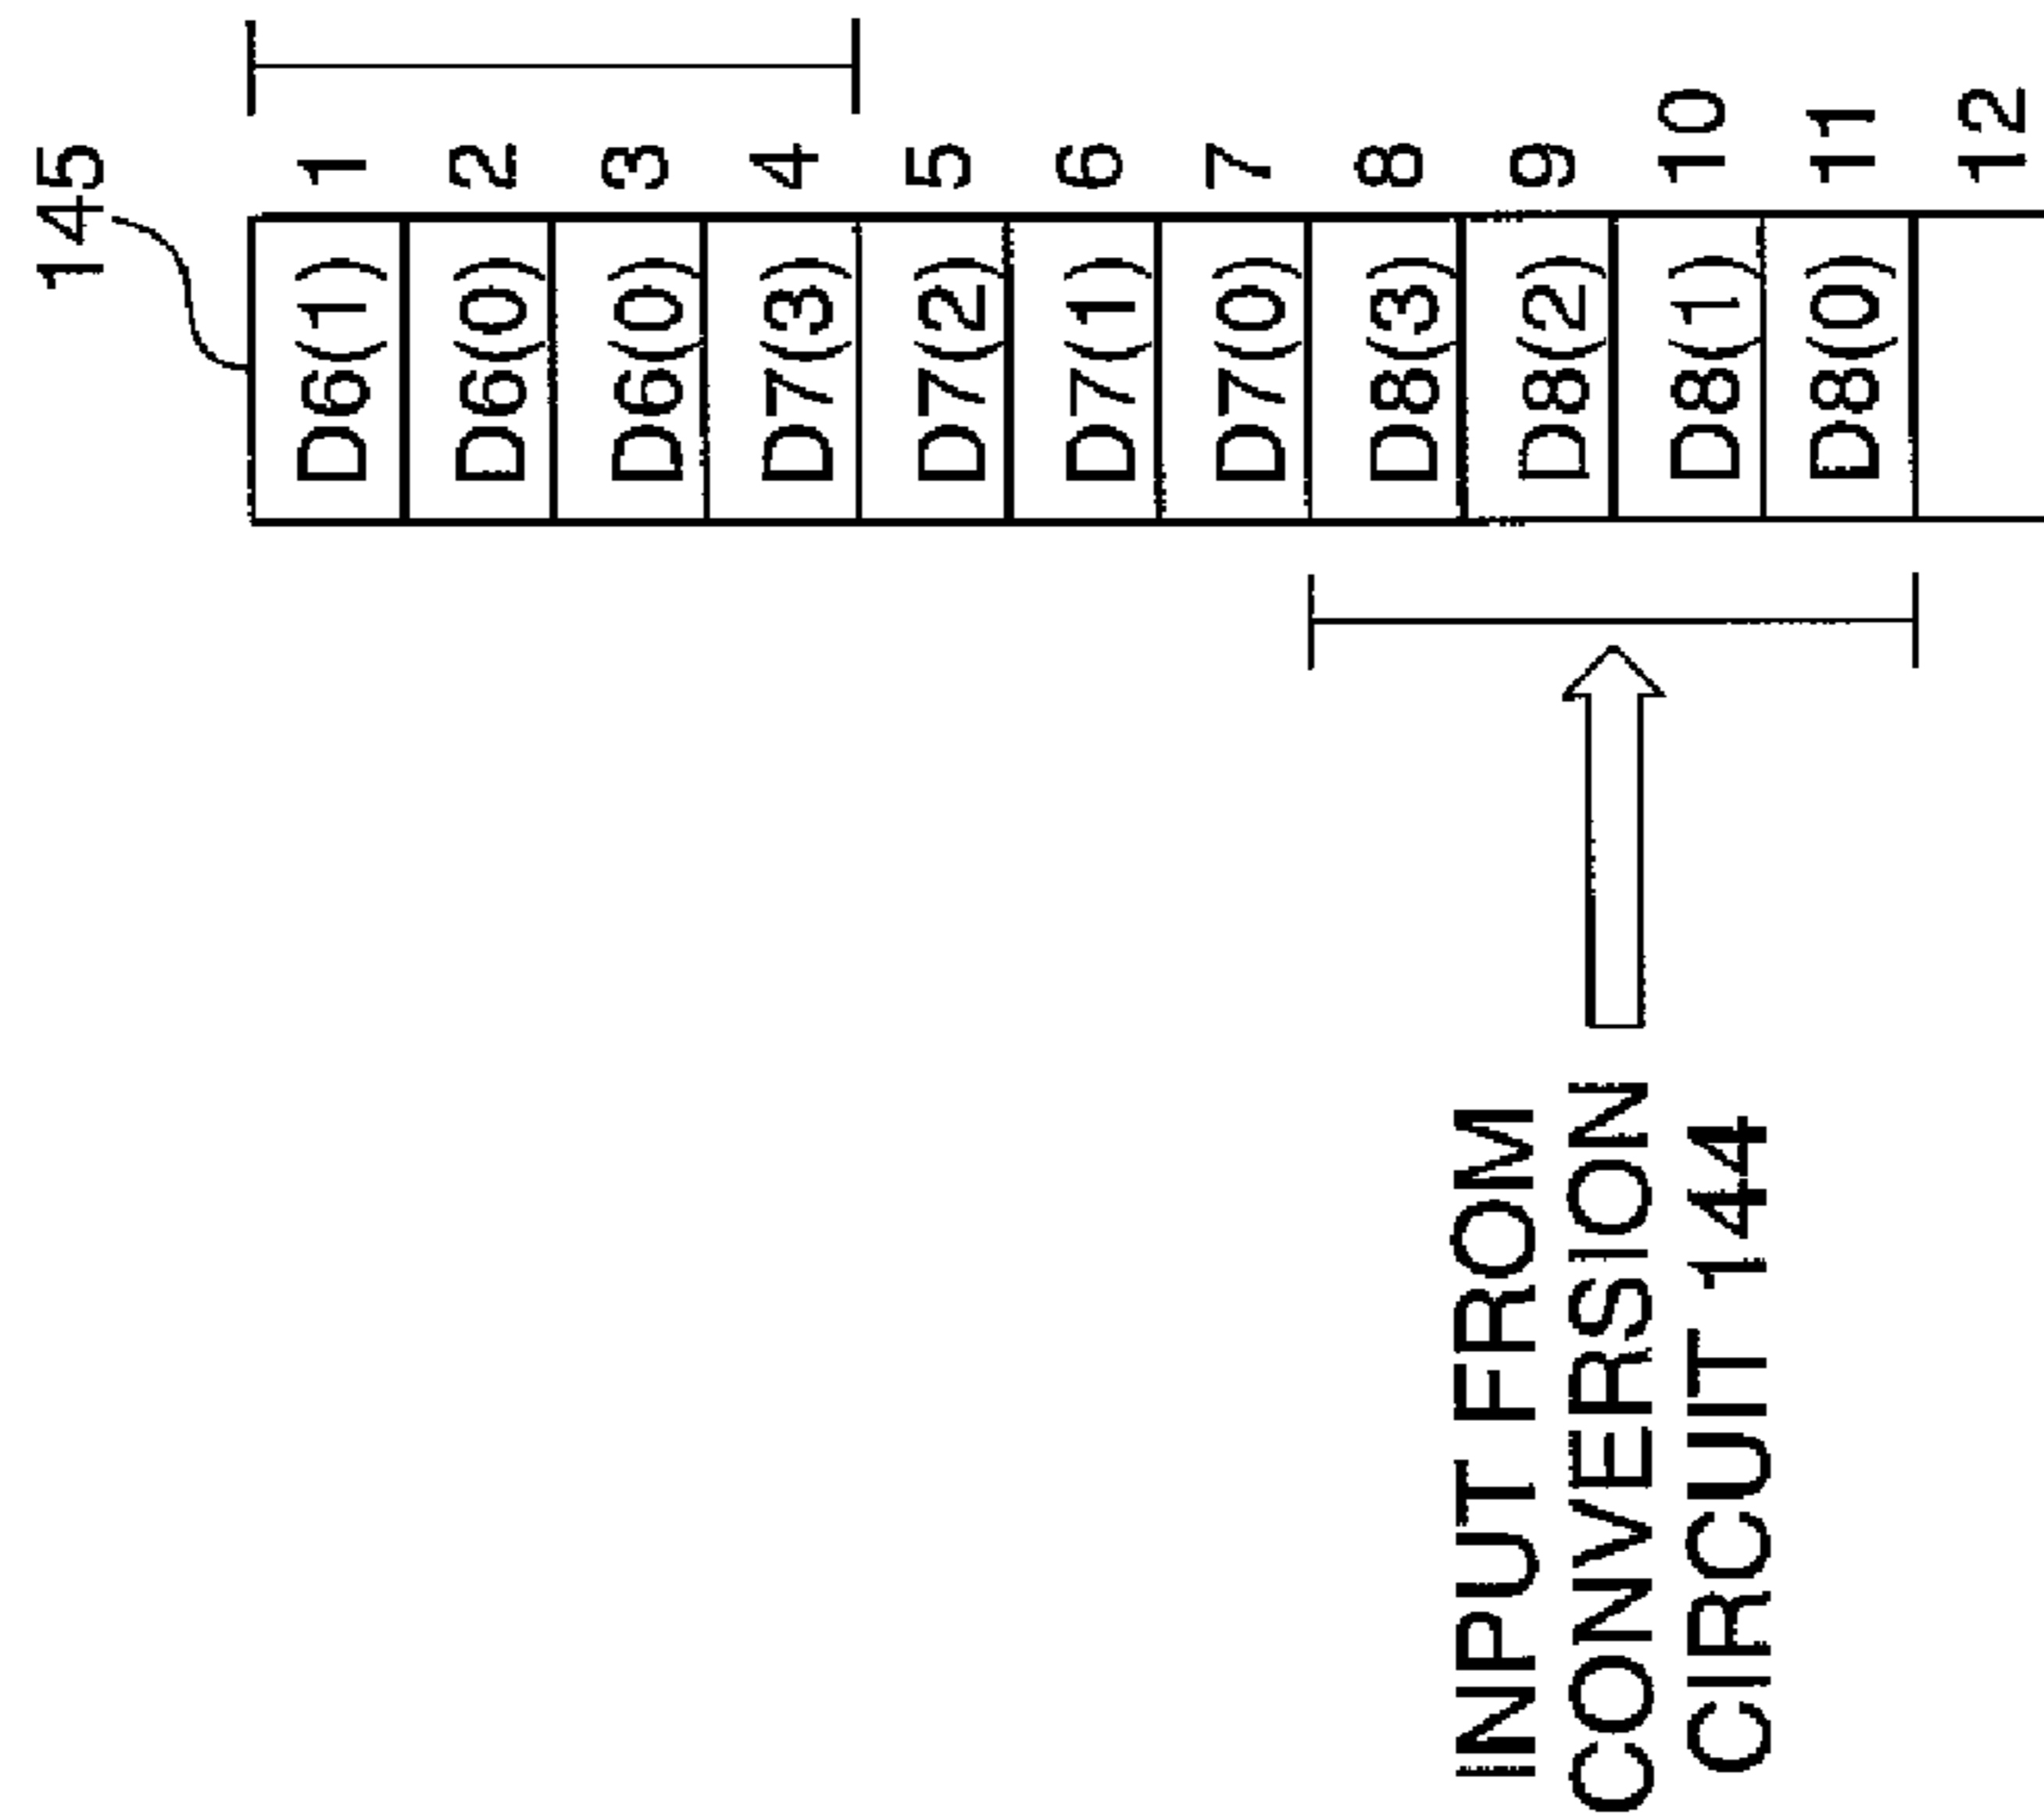 145
D6(1) 1
D6(0) 2
D6(0) 3
D7(3) 4
D7(2) 5
D7(1) 6
D7(0) 7
D8(3) 8
D8(2) 9
D8(1) 10
D8(0) 11
12
INPUT FROM
CONVERSION
CIRCUIT 144